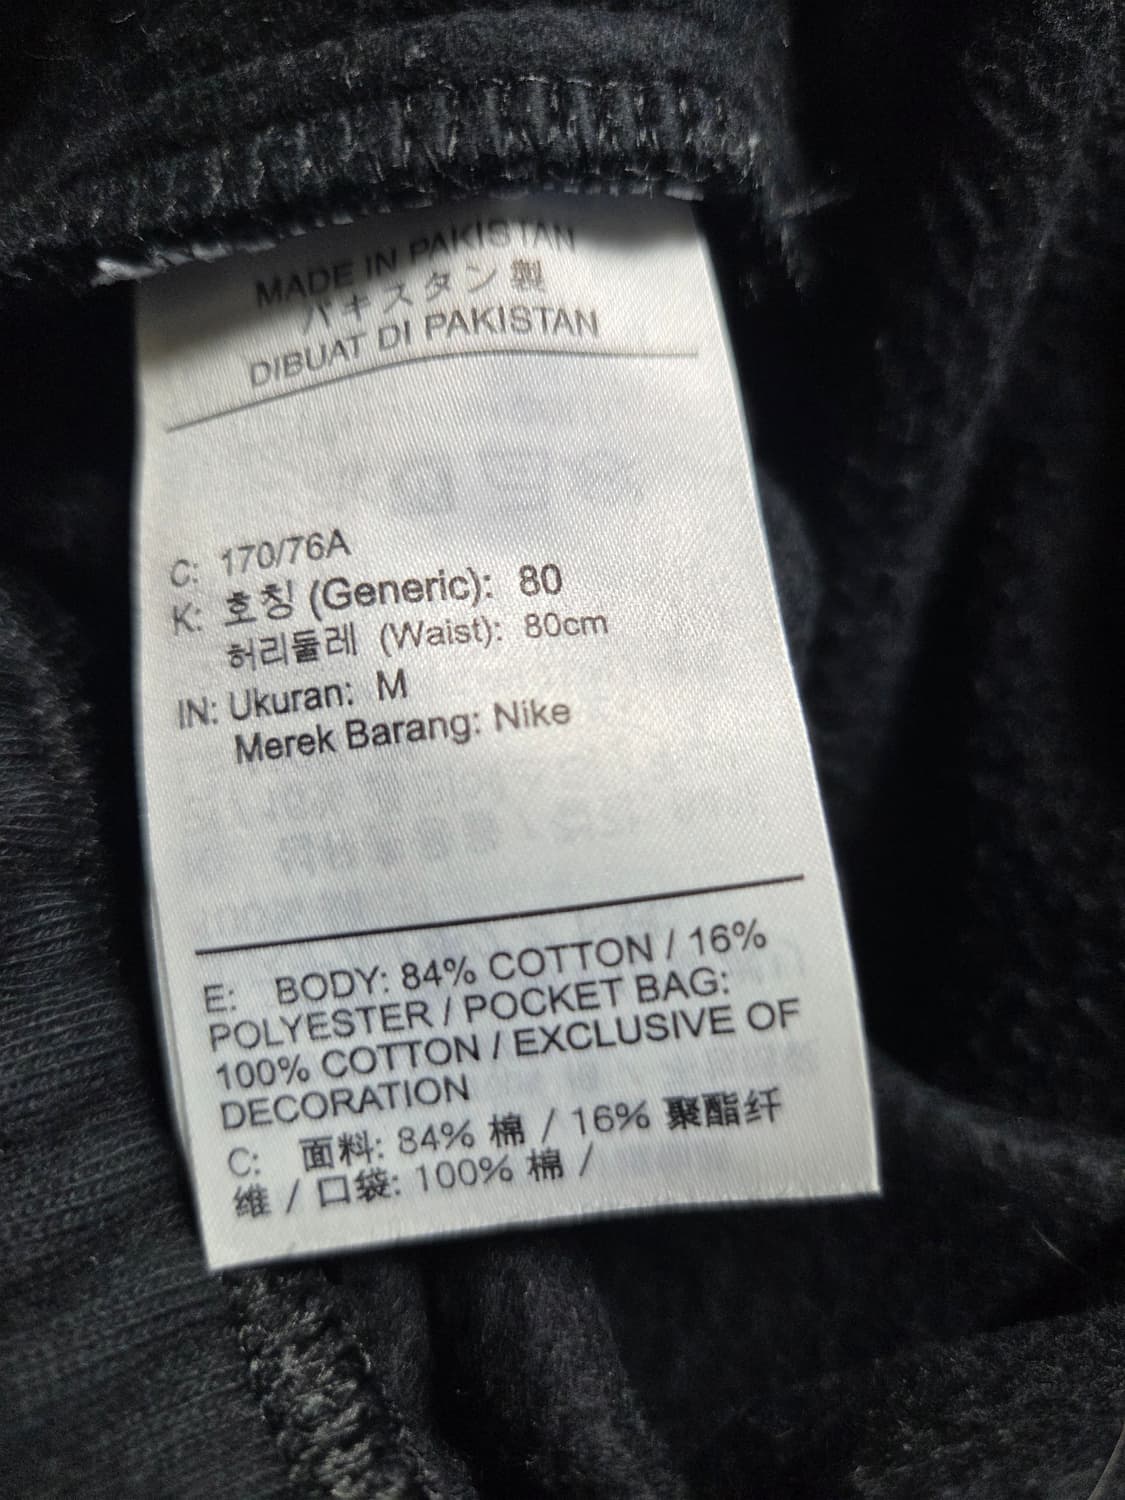 MADE IN PAKISTAN
パキスタン製
DIBUAT DI PAKISTAN
C: 170/76A
K: 호칭 (Generic): 80
허리둘레 (Waist): 80cm
IN: Ukuran: M
Merek Barang: Nike
E: BODY: 84% COTTON / 16%
POLYESTER / POCKET BAG:
100% COTTON / EXCLUSIVE OF
DECORATION
C: 面料: 84% 棉 / 16% 聚酯纤
维 / 口袋: 100% 棉 /